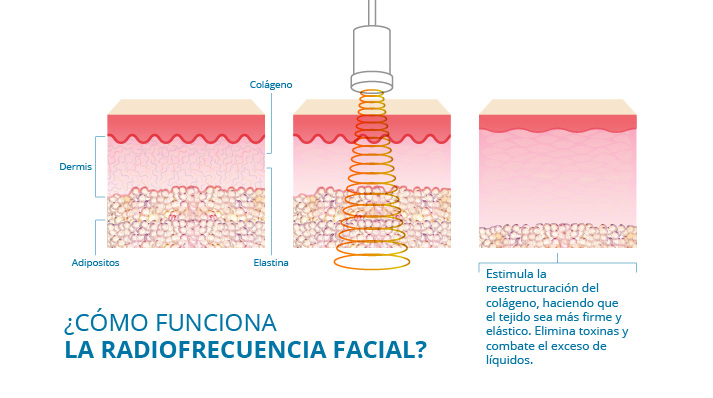 Colágeno
Dermis
Adipositos
Elastina
¿CÓMO FUNCIONA
LA RADIOFRECUENCIA FACIAL?
Estimula la
reestructuración del
colágeno, haciendo que
el tejido sea más firme y
elástico. Elimina toxinas y
combate el exceso de
líquidos.